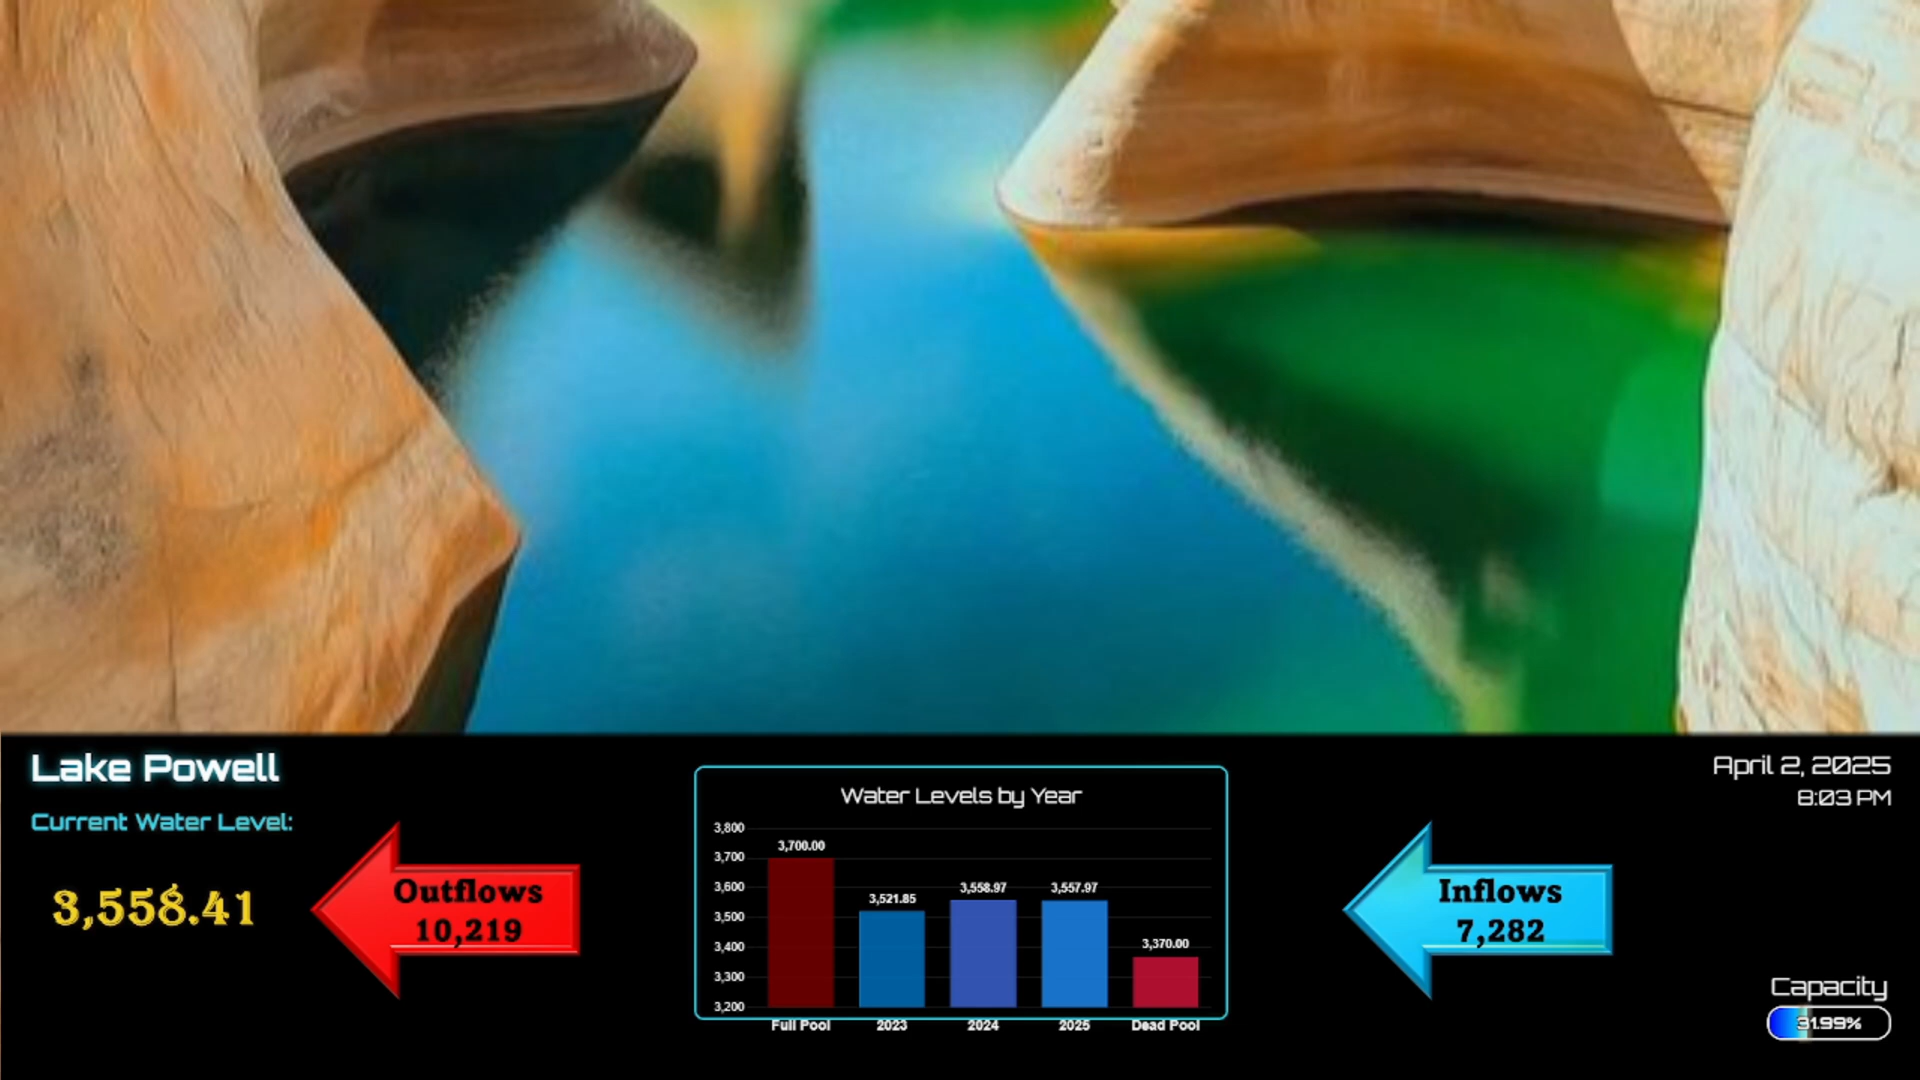 Lake Powell
Current Water Level:
3,558.41
Outflows
10,219
Water Levels by Year
3,800
3,700
3,600
3,500
3,400
3,300
3,200
3,700.00
3,521.85
3,558.97
3,557.97
3,370.00
Full Pool
2023
2024
2025
Dead Pool
Inflows
7,282
April 2, 2025
8:03 PM
Capacity
31.99%